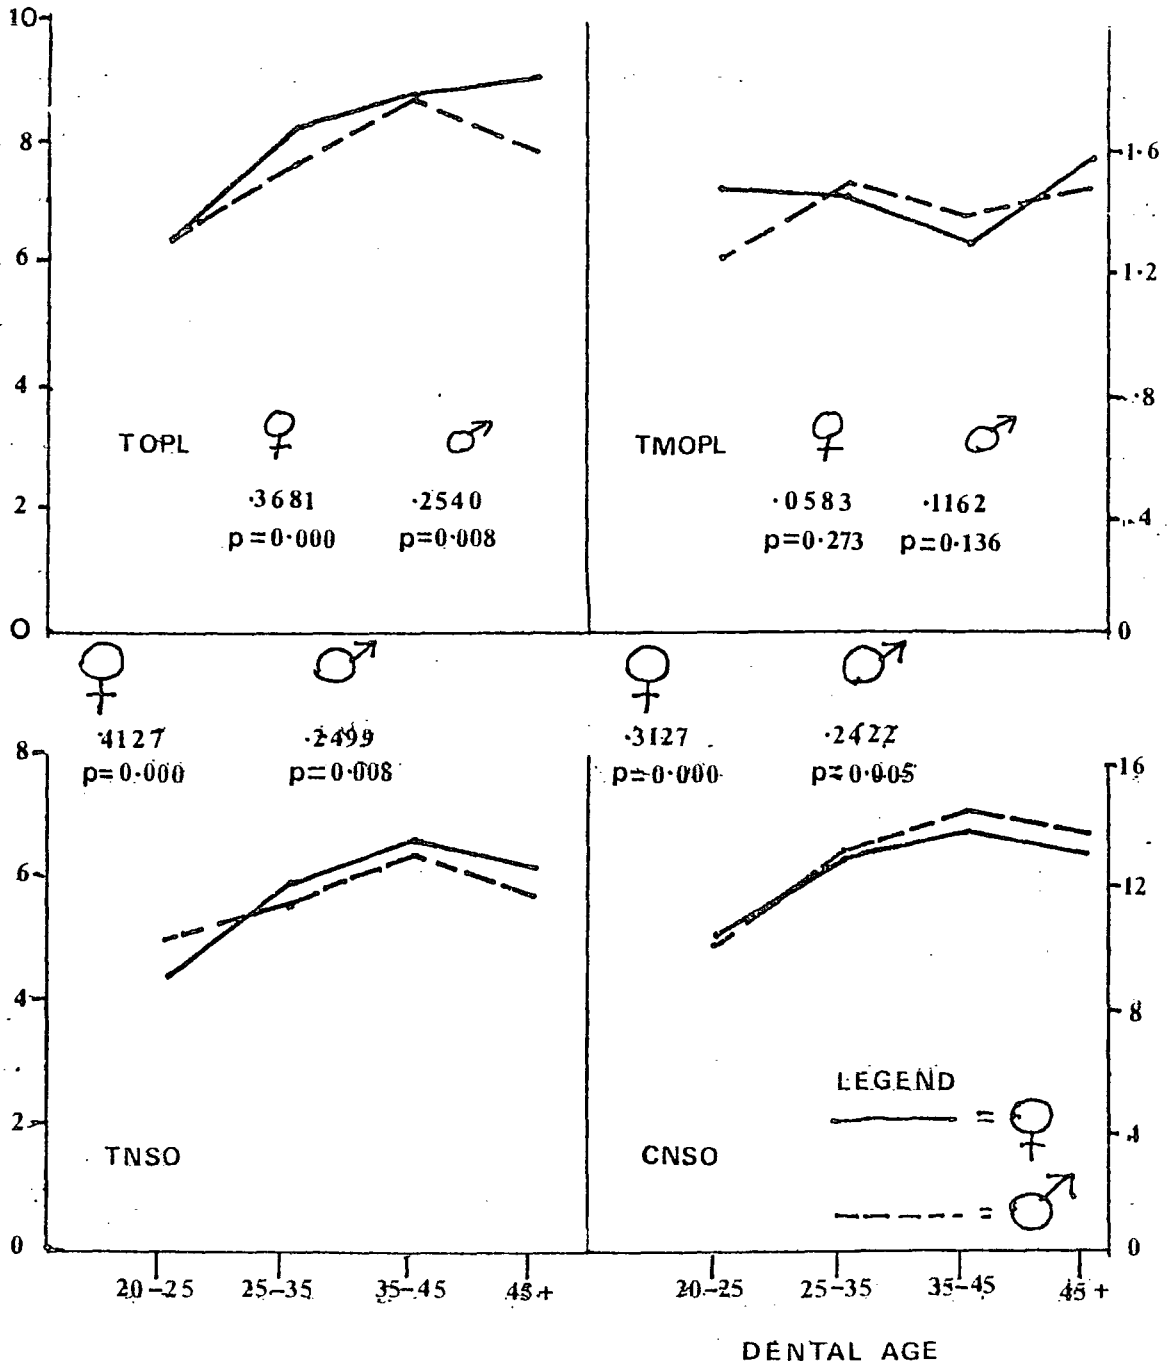 10
8
6
4
2
0
TOPL ♀ ♂
·3681 ·2540
p=0·000 p=0·008
1·6
1·2
·8
·4
0
TMOPL ♀ ♂
·0583 ·1162
p=0·273 p=0·136
♀ ♂
·4127 ·2499
p=0·000 p=0·008
8
6
4
2
0
TNSO
♀ ♂
·3127 ·2422
p=0·000 p=0·005
16
12
8
4
0
CNSO
LEGEND
= ♀
= ♂
20-25 25-35 35-45 45+
20-25 25-35 35-45 45+
DENTAL AGE